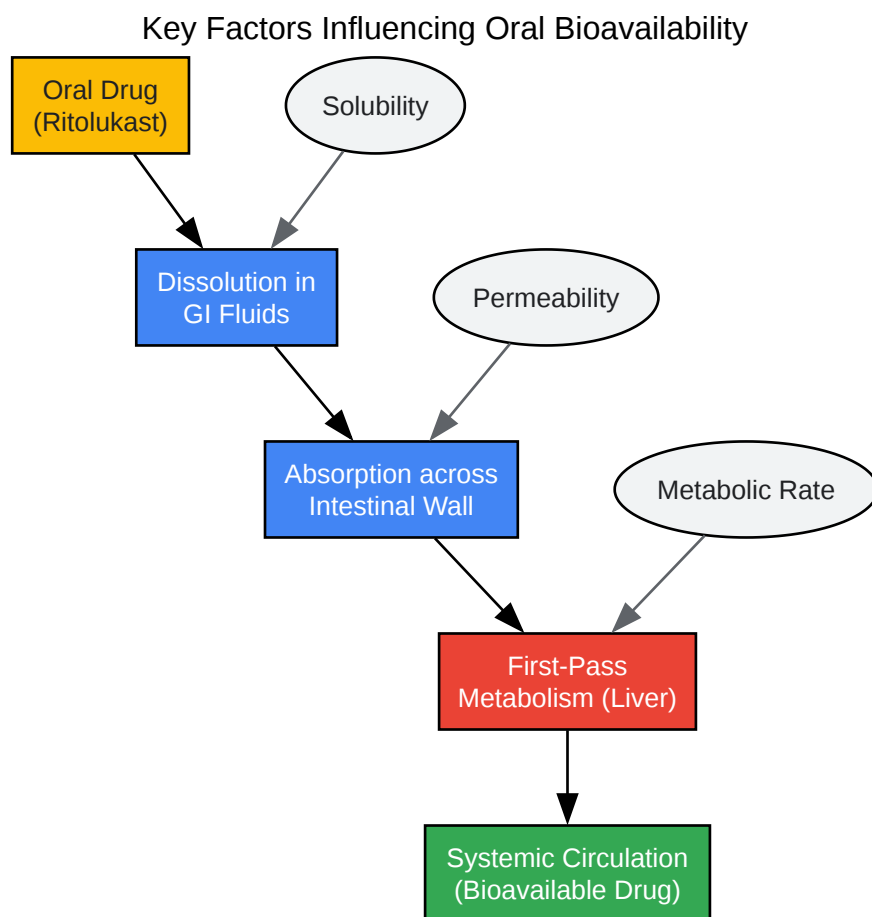 Key Factors Influencing Oral Bioavailability
Oral Drug
(Ritolukast)
Solubility
Dissolution in
GI Fluids
Permeability
Absorption across
Intestinal Wall
Metabolic Rate
First-Pass
Metabolism (Liver)
Systemic Circulation
(Bioavailable Drug)